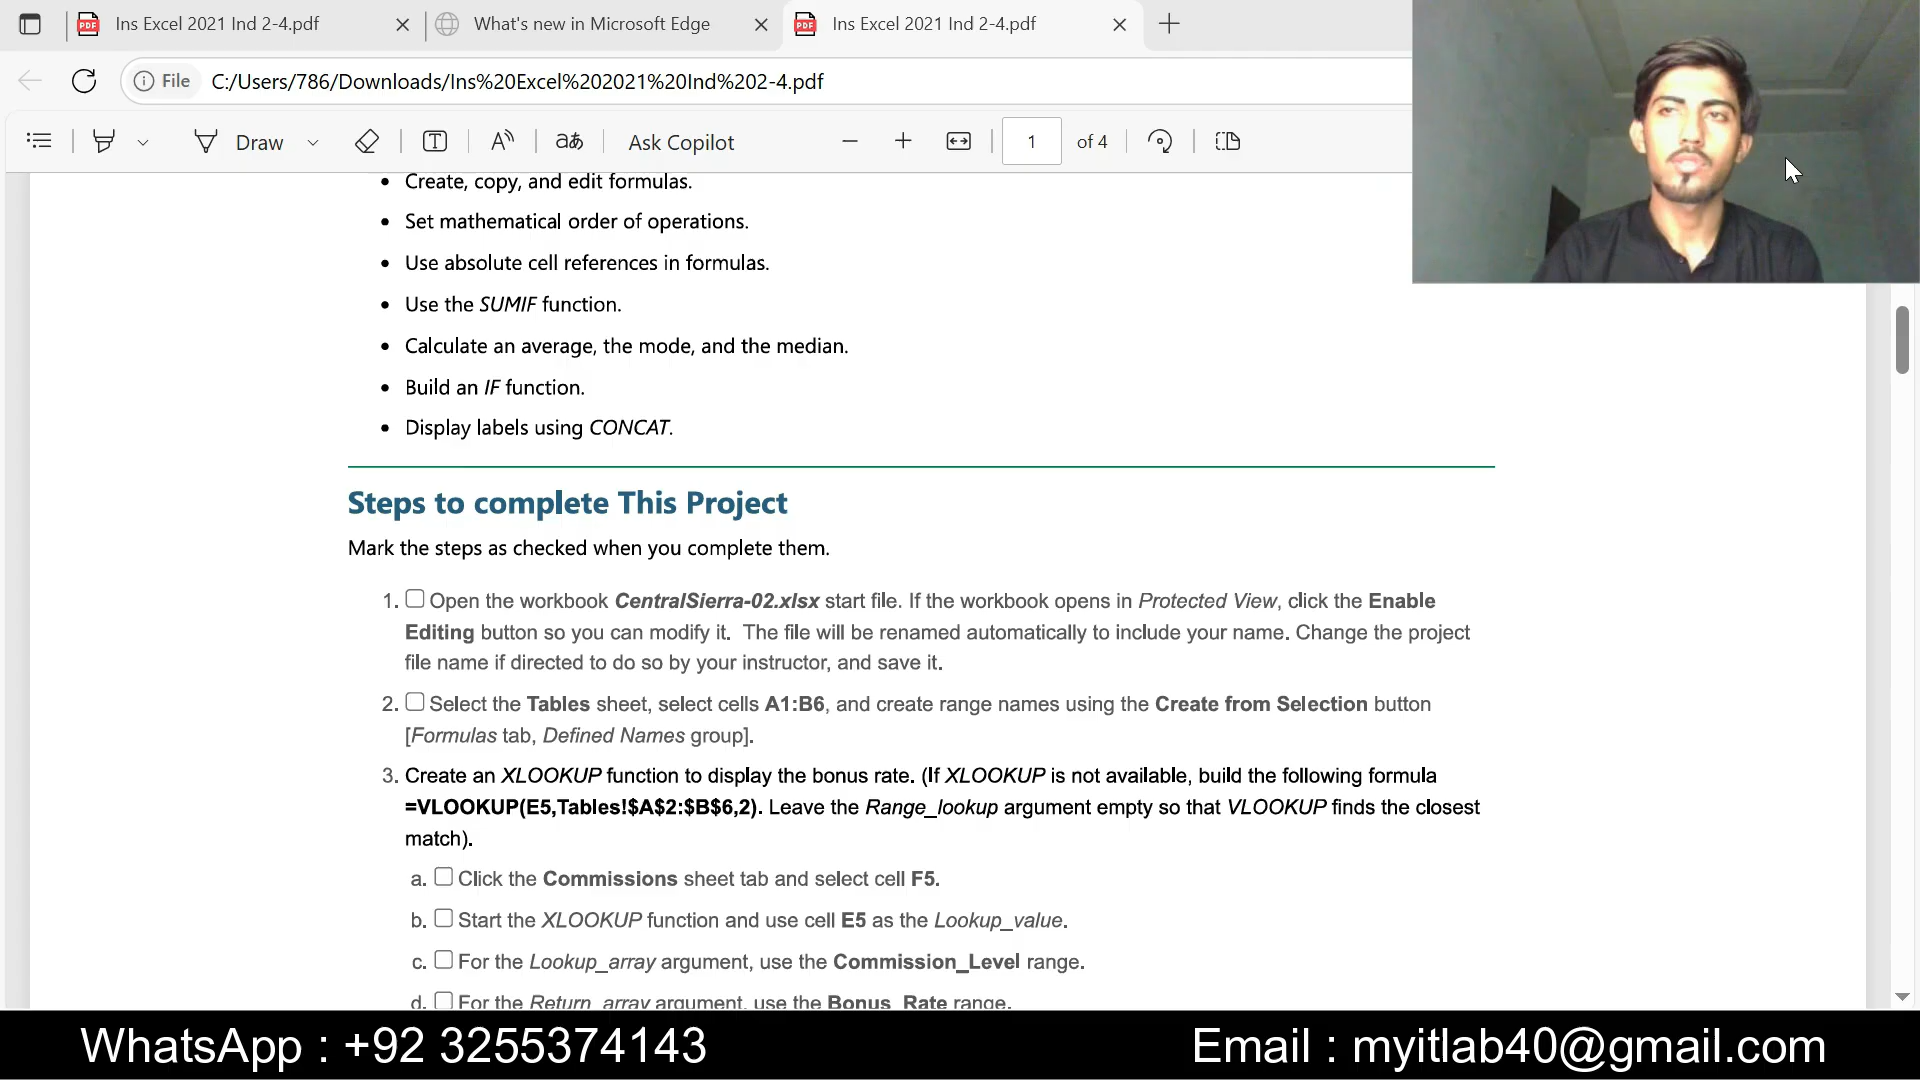 Ins Excel 2021 Ind 2-4.pdf
What's new in Microsoft Edge
Ins Excel 2021 Ind 2-4.pdf
File
C:/Users/786/Downloads/Ins%20Excel%202021%20Ind%202-4.pdf
Draw
aあ
Ask Copilot
1
of 4
• Create, copy, and edit formulas.
• Set mathematical order of operations.
• Use absolute cell references in formulas.
• Use the SUMIF function.
• Calculate an average, the mode, and the median.
• Build an IF function.
• Display labels using CONCAT.
Steps to complete This Project
Mark the steps as checked when you complete them.
1. Open the workbook CentralSierra-02.xlsx start file. If the workbook opens in Protected View, click the Enable
Editing button so you can modify it. The file will be renamed automatically to include your name. Change the project
file name if directed to do so by your instructor, and save it.
2. Select the Tables sheet, select cells A1:B6, and create range names using the Create from Selection button
[Formulas tab, Defined Names group].
3. Create an XLOOKUP function to display the bonus rate. (If XLOOKUP is not available, build the following formula
=VLOOKUP(E5,Tables!$A$2:$B$6,2). Leave the Range_lookup argument empty so that VLOOKUP finds the closest
match).
a. Click the Commissions sheet tab and select cell F5.
b. Start the XLOOKUP function and use cell E5 as the Lookup_value.
c. For the Lookup_array argument, use the Commission_Level range.
d. For the Return_array argument, use the Bonus_Rate range.
WhatsApp : +92 3255374143
Email : myitlab40@gmail.com